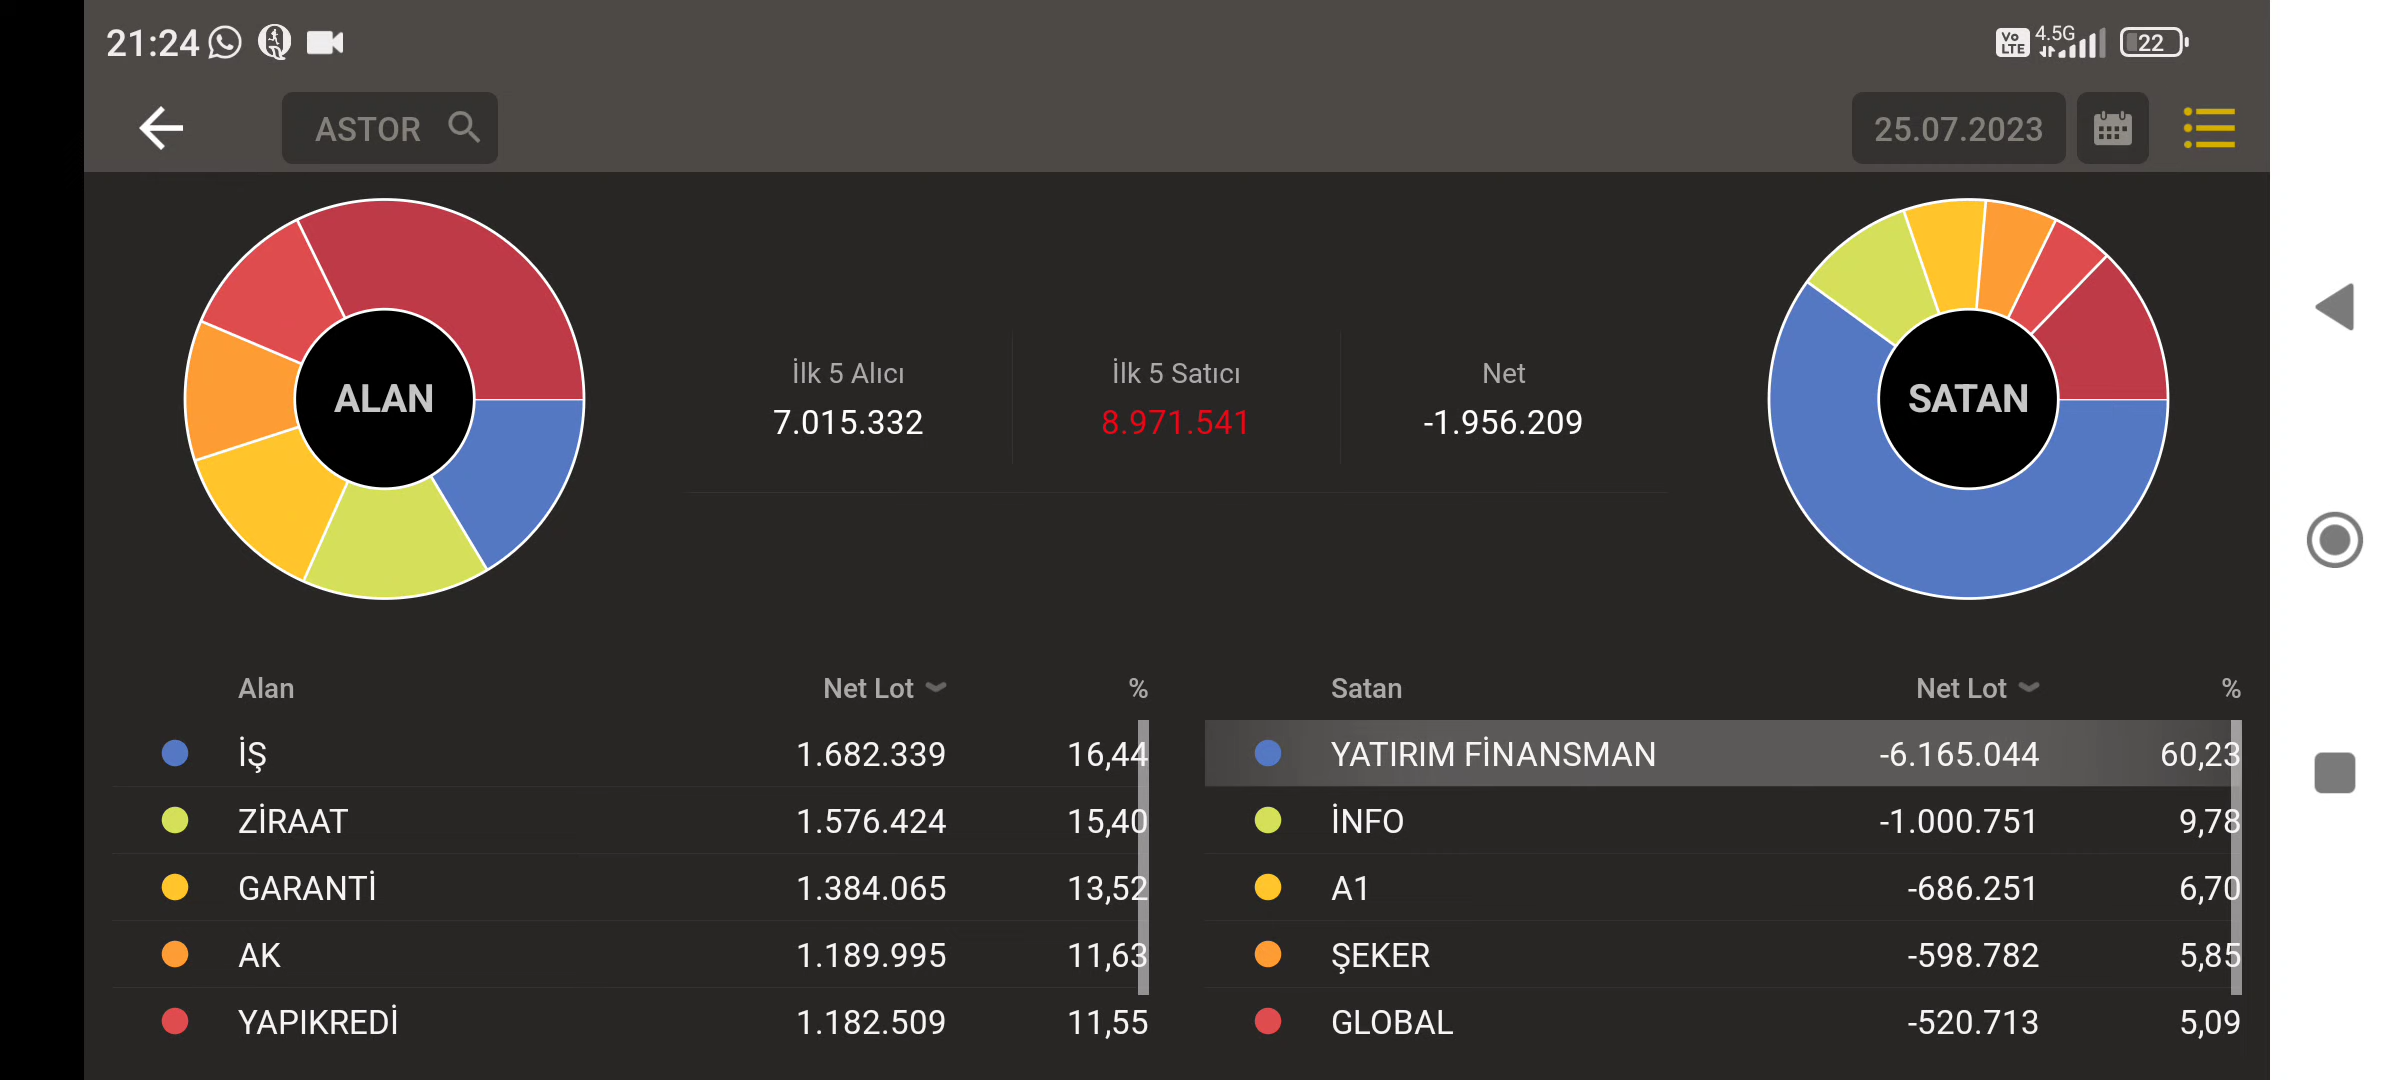 21:24
Vo LTE 4.5G 22
ASTOR
25.07.2023
ALAN
İlk 5 Alıcı İlk 5 Satıcı Net
7.015.332 8.971.541 -1.956.209
SATAN
Alan Net Lot %
İŞ 1.682.339 16,44
ZİRAAT 1.576.424 15,40
GARANTİ 1.384.065 13,52
AK 1.189.995 11,63
YAPIKREDİ 1.182.509 11,55
Satan Net Lot %
YATIRIM FİNANSMAN -6.165.044 60,23
İNFO -1.000.751 9,78
A1 -686.251 6,70
ŞEKER -598.782 5,85
GLOBAL -520.713 5,09